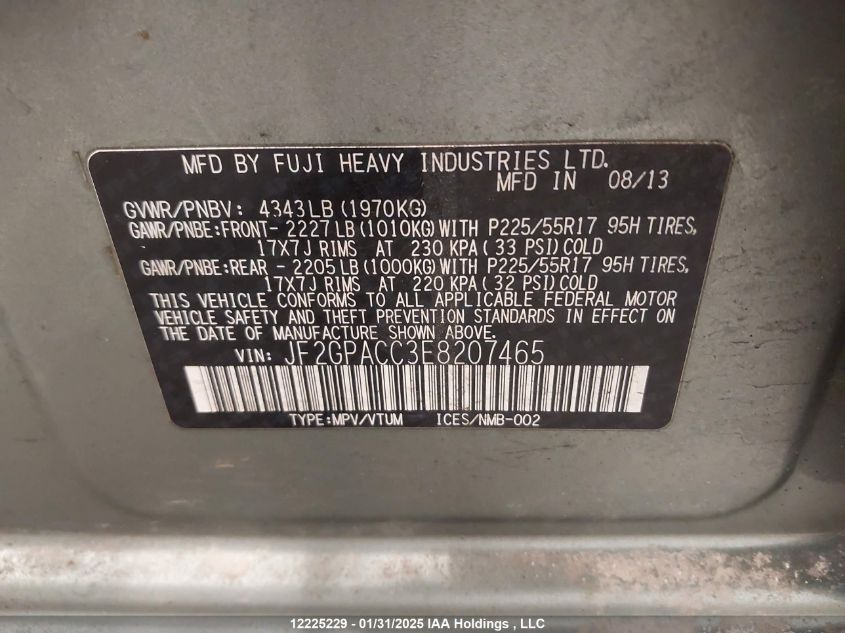 MFD BY FUJI HEAVY INDUSTRIES LTD.
MFD IN 08/13
GVWR/PNBV: 4343LB (1970KG)
GAWR/PNBE:FRONT- 2227 LB (1010KG) WITH P225/55R17 95H TIRES,
17X7J RIMS AT 230 KPA ( 33 PSI) COLD
GAWR/PNBE:REAR - 2205 LB (1000KG) WITH P225/55R17 95H TIRES,
17X7J RIMS AT 220 KPA ( 32 PSI) COLD
THIS VEHICLE CONFORMS TO ALL APPLICABLE FEDERAL MOTOR
VEHICLE SAFETY AND THEFT PREVENTION STANDARDS IN EFFECT ON
THE DATE OF MANUFACTURE SHOWN ABOVE.
VIN: JF2GPACC3E8207465
TYPE:MPV/VTUM ICES/NMB-002
12225229 - 01/31/2025 IAA Holdings , LLC